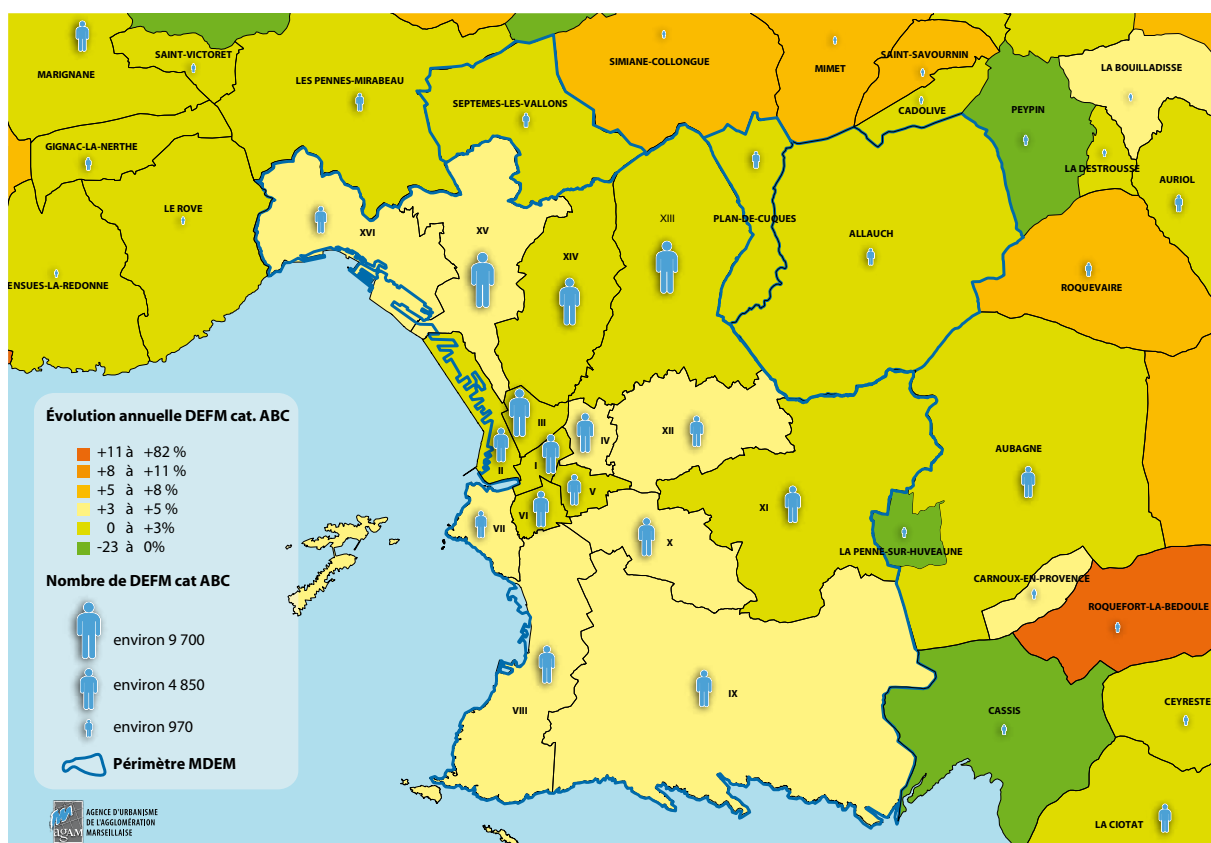 MARIGNANE
SAINT-VICTORET
LES PENNES-MIRABEAU
SEPTEMES-LES-VALLONS
SIMIANE-COLLONGUE
MIMET
SAINT-SAVOURNIN
CADOLIVE
PEYPIN
LA BOUILLADISSE
GIGNAC-LA-NERTHE
LA DESTROUSSE
AURIOL
LE ROVE
XVI
XV
XIV
XIII
PLAN-DE-CUQUES
ALLAUCH
ENSUES-LA-REDONNE
ROQUEVAIRE
III
IV
XII
II
I
V
VI
VII
X
XI
AUBAGNE
LA PENNE-SUR-HUVEAUNE
CARNOUX-EN-PROVENCE
ROQUEFORT-LA-BEDOULE
VIII
IX
CASSIS
CEYRESTE
LA CIOTAT
Évolution annuelle DEFM cat. ABC
+11 à +82 %
+8 à +11 %
+5 à +8 %
+3 à +5 %
0 à +3%
-23 à 0%
Nombre de DEFM cat ABC
environ 9 700
environ 4 850
environ 970
Périmètre MDEM
agam
AGENCE D'URBANISME
DE L'AGGLOMÉRATION
MARSEILLAISE